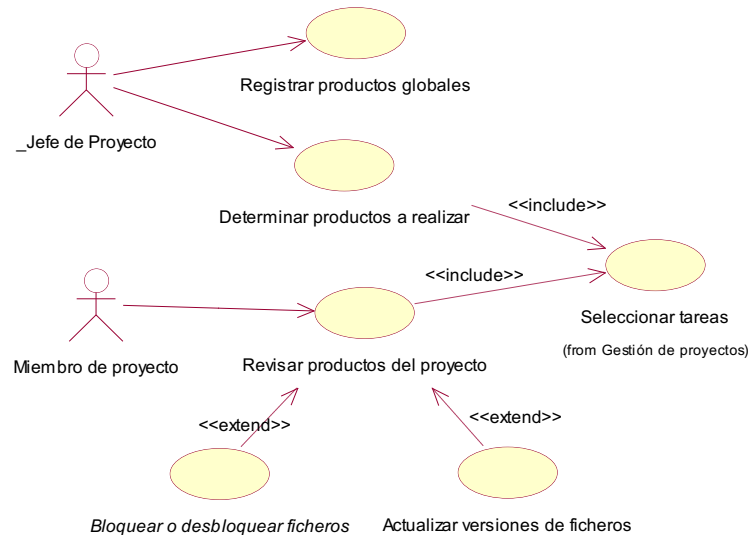 Registrar productos globales
_Jefe de Proyecto
Determinar productos a realizar
<<include>>
<<include>>
Seleccionar tareas
(from Gestión de proyectos)
Miembro de proyecto
Revisar productos del proyecto
<<extend>>
<<extend>>
Bloquear o desbloquear ficheros
Actualizar versiones de ficheros